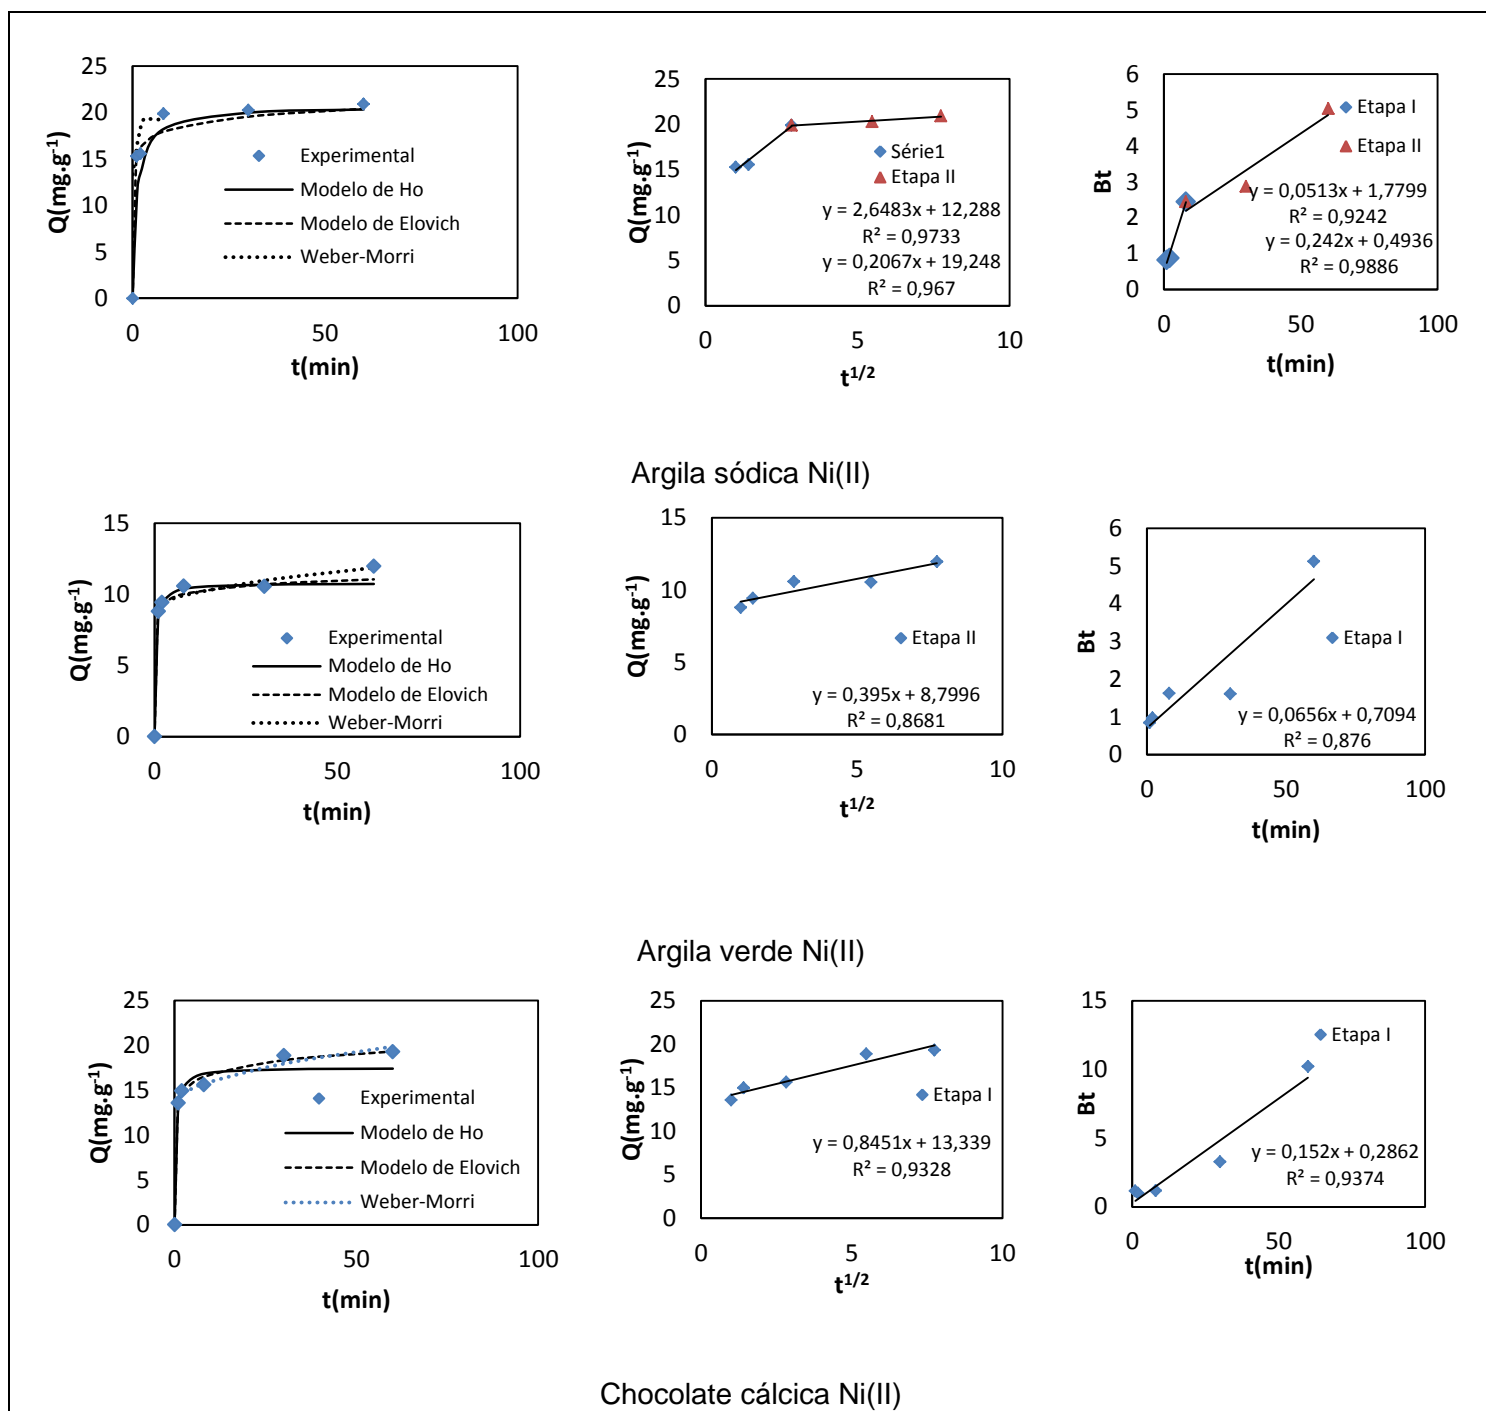 25
20
15
10
5
0
0
50
100
Q(mg.g-1)
t(min)
Experimental
Modelo de Ho
Modelo de Elovich
Weber-Morri
25
20
15
10
5
0
0
5
10
Q(mg.g-1)
t1/2
Série1
Etapa II
y = 2,6483x + 12,288
R² = 0,9733
y = 0,2067x + 19,248
R² = 0,967
6
5
4
3
2
1
0
0
50
100
Bt
t(min)
Etapa I
Etapa II
y = 0,0513x + 1,7799
R² = 0,9242
y = 0,242x + 0,4936
R² = 0,9886
Argila sódica Ni(II)
15
10
5
0
0
50
100
Q(mg.g-1)
t(min)
Experimental
Modelo de Ho
Modelo de Elovich
Weber-Morri
15
10
5
0
0
5
10
Q(mg.g-1)
t1/2
Etapa II
y = 0,395x + 8,7996
R² = 0,8681
6
5
4
3
2
1
0
0
50
100
Bt
t(min)
Etapa I
y = 0,0656x + 0,7094
R² = 0,876
Argila verde Ni(II)
25
20
15
10
5
0
0
50
100
Q(mg.g-1)
t(min)
Experimental
Modelo de Ho
Modelo de Elovich
Weber-Morri
25
20
15
10
5
0
0
5
10
Q(mg.g-1)
t1/2
Etapa I
y = 0,8451x + 13,339
R² = 0,9328
15
10
5
0
0
50
100
Bt
t(min)
Etapa I
y = 0,152x + 0,2862
R² = 0,9374
Chocolate cálcica Ni(II)